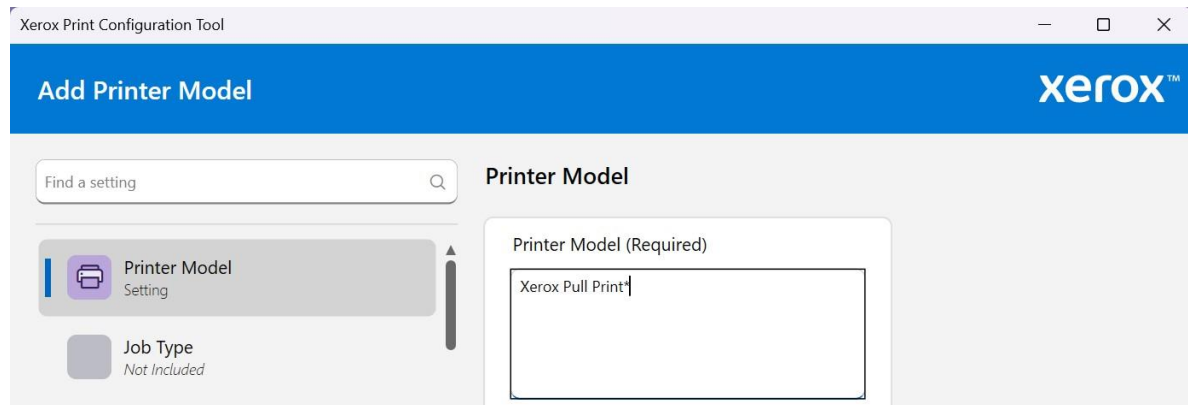 Xerox Print Configuration Tool
Add Printer Model
xerox™
Find a setting
Printer Model
Setting
Job Type
Not Included
Printer Model
Printer Model (Required)
Xerox Pull Print*